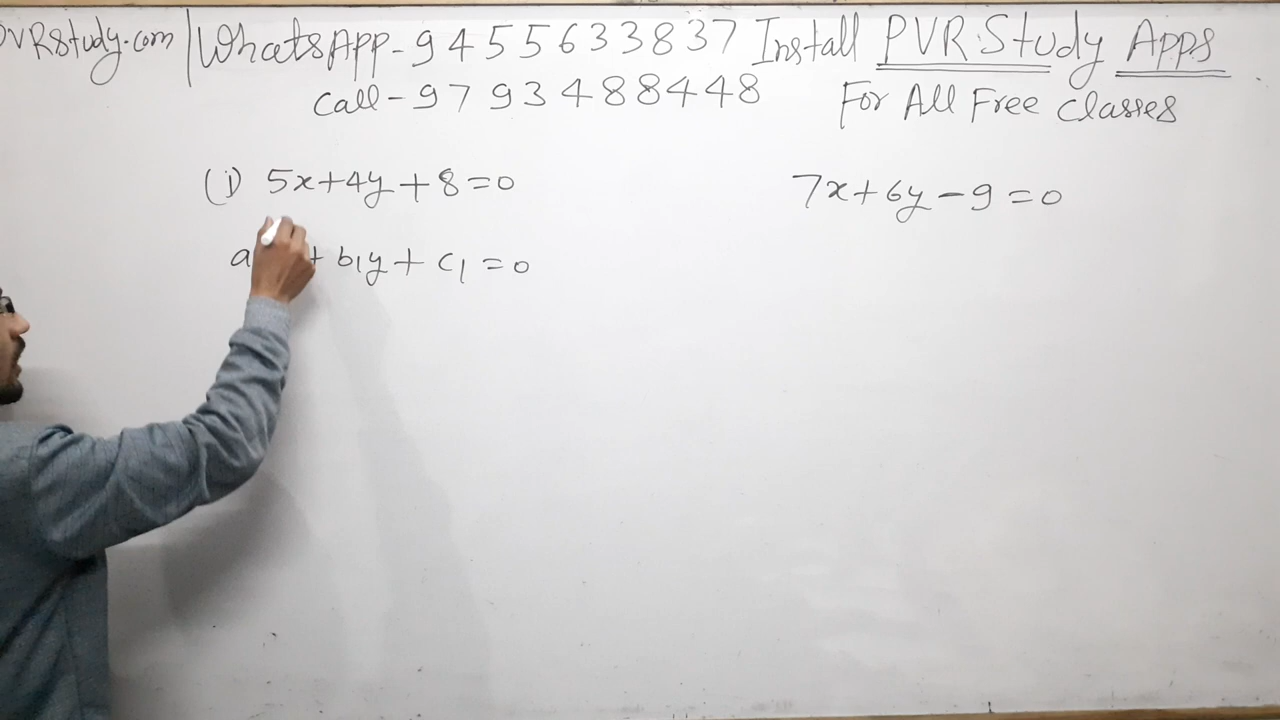 PVRStudy.com | WhatsApp - 9455633837 Install PVR Study Apps
Call - 9793488448 For All Free Classes
(i) 5x+4y+8=0 7x+6y-9=0
a + b₁y + c₁ = 0